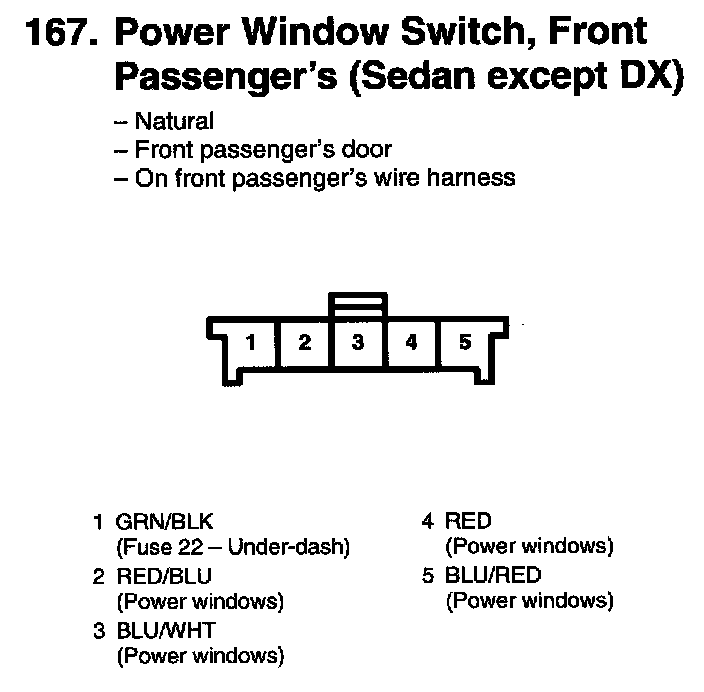 167. Power Window Switch, Front
Passenger's (Sedan except DX)
– Natural
– Front passenger's door
– On front passenger's wire harness
1 2 3 4 5
1 GRN/BLK
(Fuse 22 – Under-dash)
2 RED/BLU
(Power windows)
3 BLU/WHT
(Power windows)
4 RED
(Power windows)
5 BLU/RED
(Power windows)